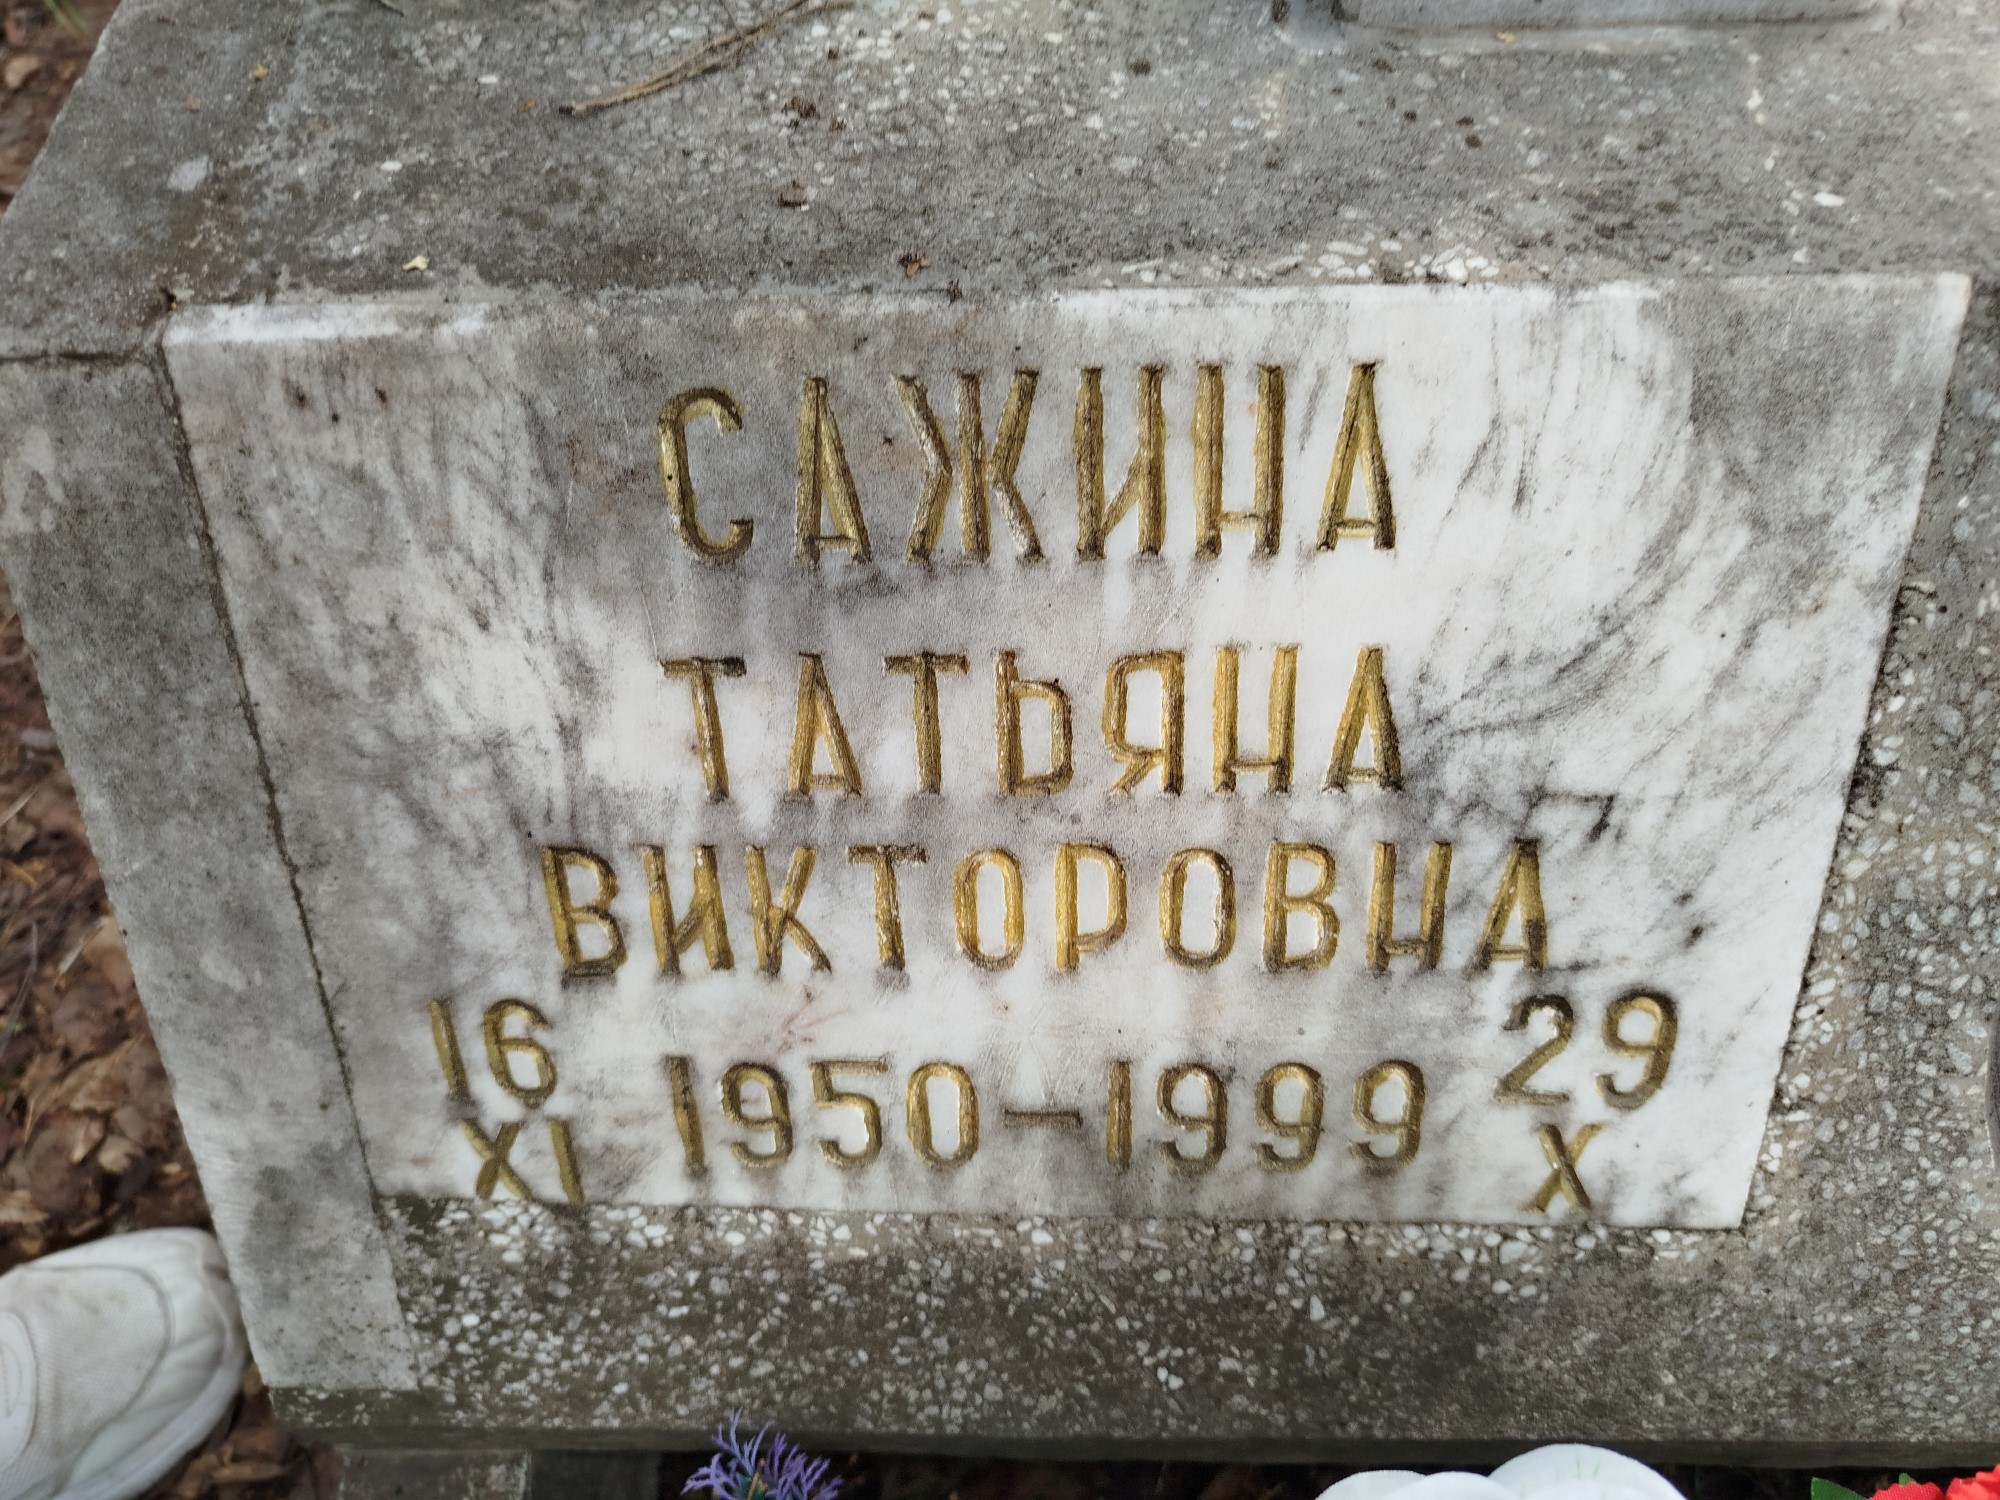 САЖИНА
ТАТЬЯНА
ВИКТОРОВНА
16 XI 1950-1999 29 X